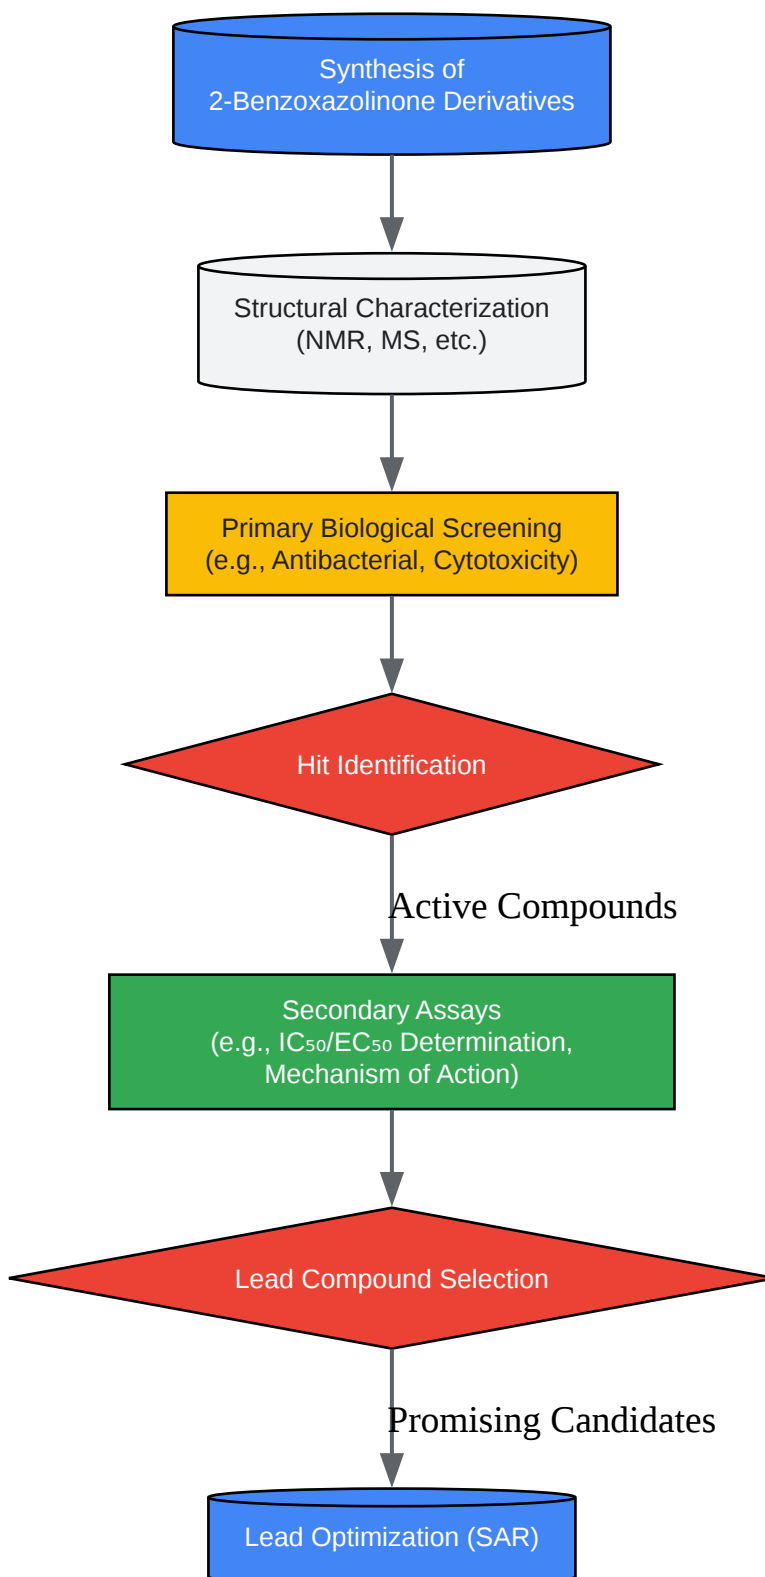 Synthesis of
2-Benzoxazolinone Derivatives
Structural Characterization
(NMR, MS, etc.)
Primary Biological Screening
(e.g., Antibacterial, Cytotoxicity)
Hit Identification
Active Compounds
Secondary Assays
(e.g., IC₅₀/EC₅₀ Determination,
Mechanism of Action)
Lead Compound Selection
Promising Candidates
Lead Optimization (SAR)